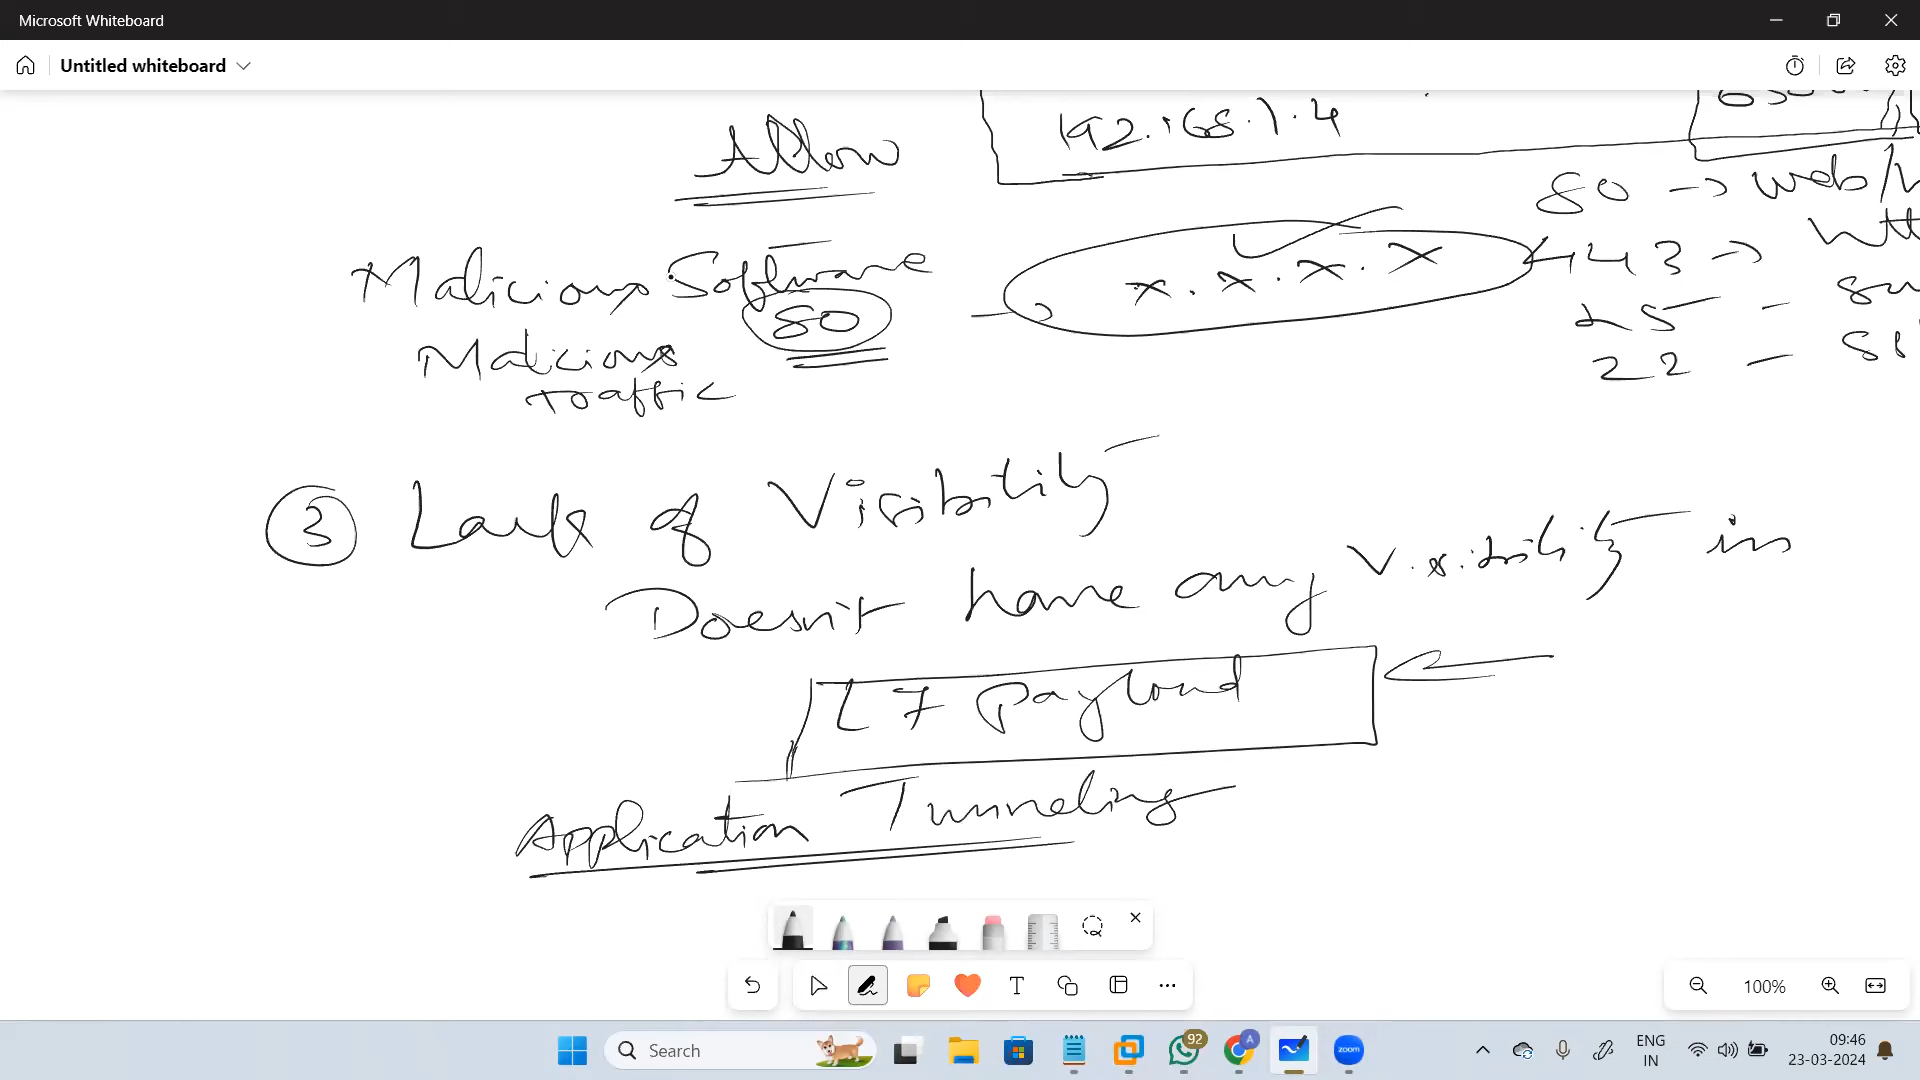 Microsoft Whiteboard
Untitled whiteboard
Allow
192.168.1.4
80 -> web/
443 ->
25 -
22 -
Malicious Software
80
-> x.x.x.x
Malicious
traffic
3 Lack of Visibility
Doesn't have any visibility in
L7 payload
Application Tunneling
100%
Search
92
A
zoom
ENG
IN
09:46
23-03-2024